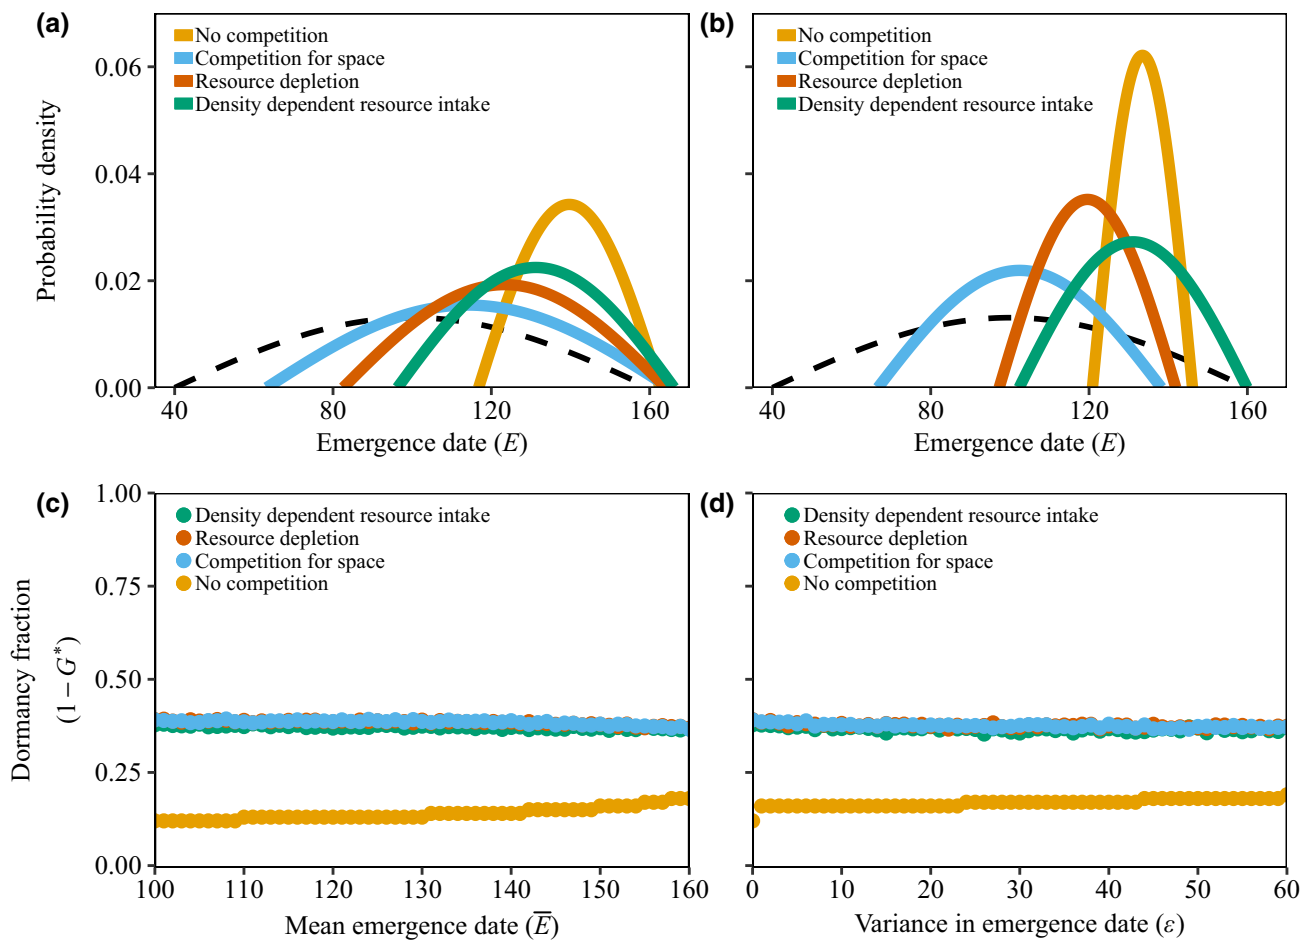 (a)
No competition
Competition for space
Resource depletion
Density dependent resource intake
0.06
0.04
0.02
0.00
Probability density
40 80 120 160
Emergence date (E)
(b)
No competition
Competition for space
Resource depletion
Density dependent resource intake
40 80 120 160
Emergence date (E)
(c)
Density dependent resource intake
Resource depletion
Competition for space
No competition
1.00
0.75
0.50
0.25
0.00
Dormancy fraction
(1 − G*)
100 110 120 130 140 150 160
Mean emergence date (E̅)
(d)
Density dependent resource intake
Resource depletion
Competition for space
No competition
0 10 20 30 40 50 60
Variance in emergence date (ε)